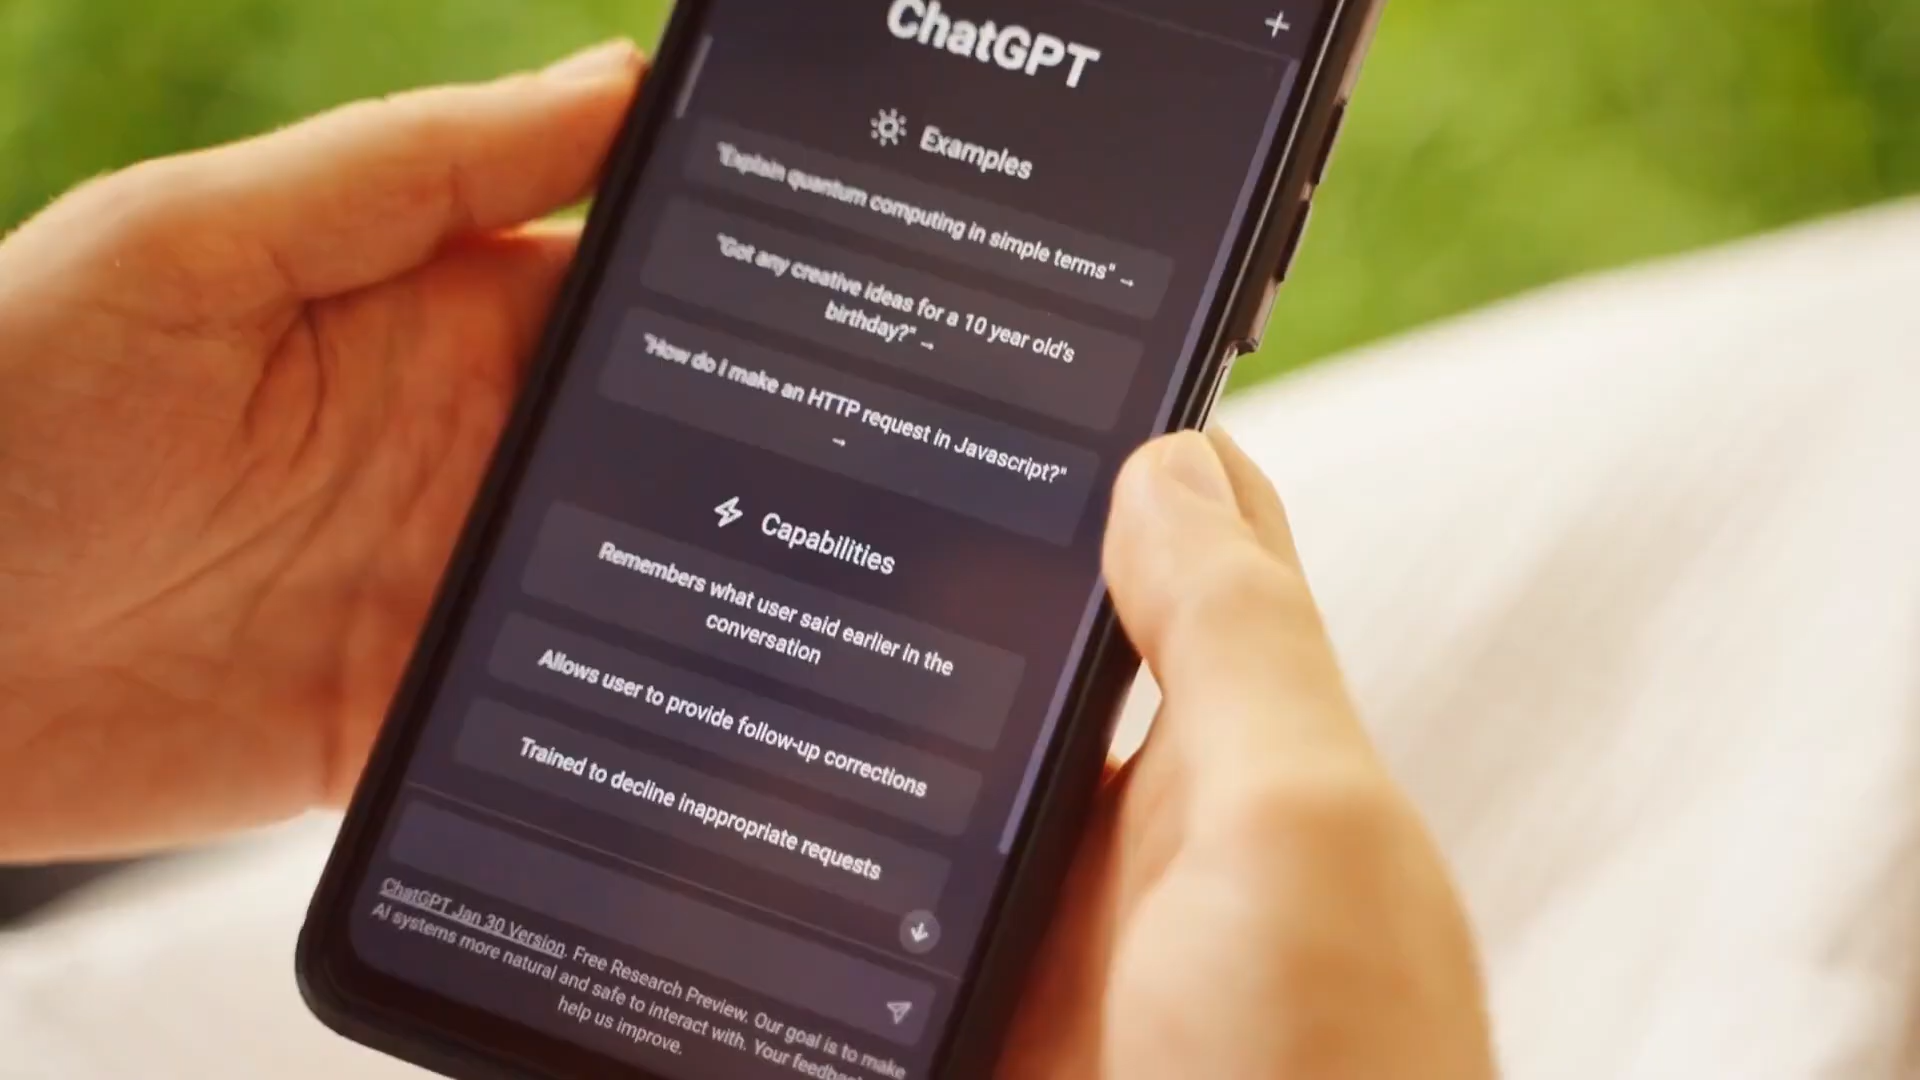 ChatGPT
Examples
"Explain quantum computing in simple terms" →
"Got any creative ideas for a 10 year old's
birthday?" →
"How do I make an HTTP request in Javascript?"
→
Capabilities
Remembers what user said earlier in the
conversation
Allows user to provide follow-up corrections
Trained to decline inappropriate requests
ChatGPT Jan 30 Version. Free Research Preview. Our goal is to make
AI systems more natural and safe to interact with. Your feedbac
help us improve.